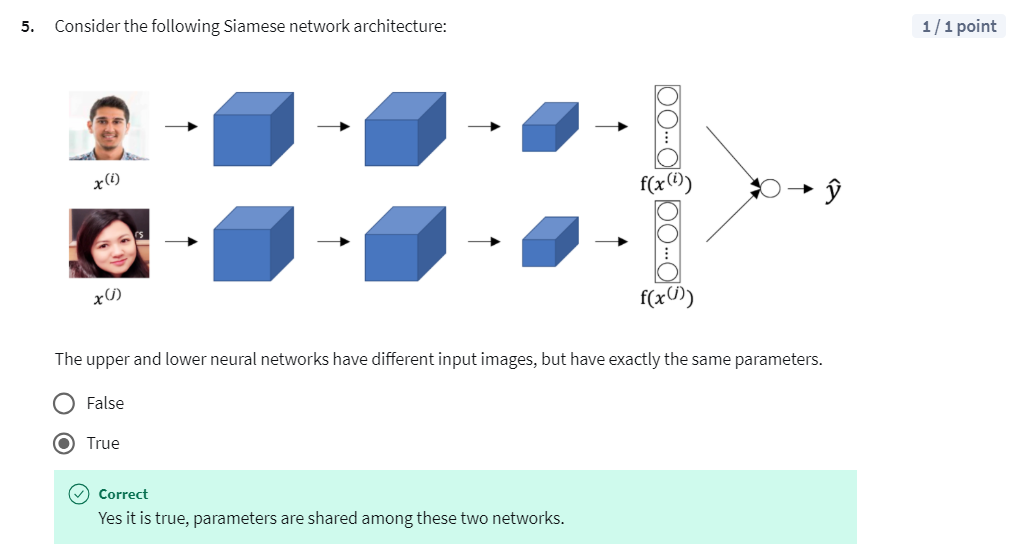 5. Consider the following Siamese network architecture:
1 / 1 point
x⁽ⁱ⁾
f(x⁽ⁱ⁾)
ŷ
x⁽ʲ⁾
f(x⁽ʲ⁾)
The upper and lower neural networks have different input images, but have exactly the same parameters.
False
True
Correct
Yes it is true, parameters are shared among these two networks.